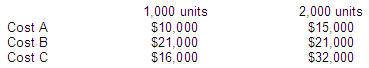 1,000 units 2,000 units
Cost A $10,000 $15,000
Cost B $21,000 $21,000
Cost C $16,000 $32,000